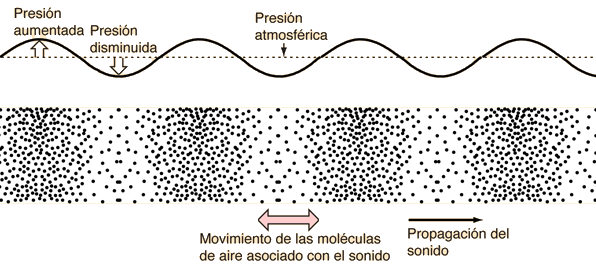 Presión
aumentada
Presión
disminuida
Presión
atmosférica
Movimiento de las moléculas
de aire asociado con el sonido
Propagación del
sonido